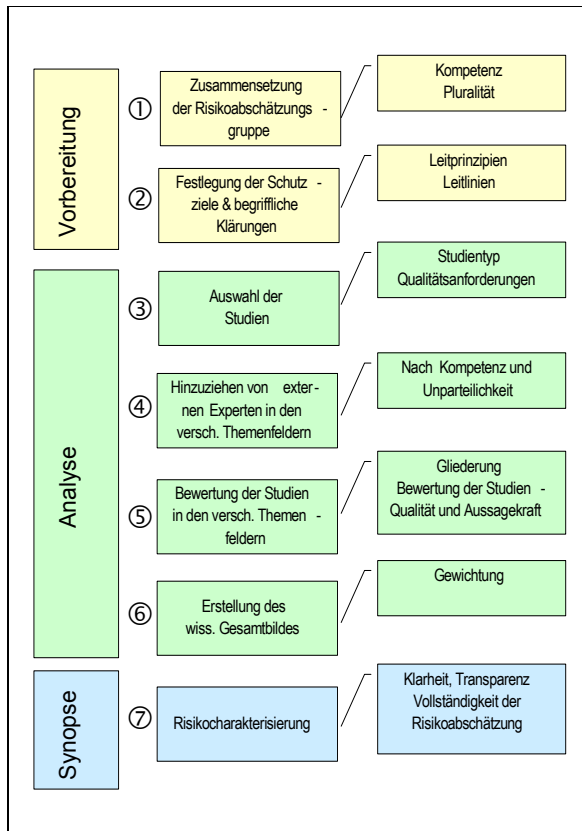 Vorbereitung
①
Zusammensetzung
der Risikoabschätzungs -
gruppe
Kompetenz
Pluralität
②
Festlegung der Schutz -
ziele & begriffliche
Klärungen
Leitprinzipien
Leitlinien
Analyse
③
Auswahl der
Studien
Studientyp
Qualitätsanforderungen
④
Hinzuziehen von exter-
nen Experten in den
versch. Themenfeldern
Nach Kompetenz und
Unparteilichkeit
⑤
Bewertung der Studien
in den versch. Themen -
feldern
Gliederung
Bewertung der Studien -
Qualität und Aussagekraft
⑥
Erstellung des
wiss. Gesamtbildes
Gewichtung
Synopse
⑦
Risikocharakterisierung
Klarheit, Transparenz
Vollständigkeit der
Risikoabschätzung